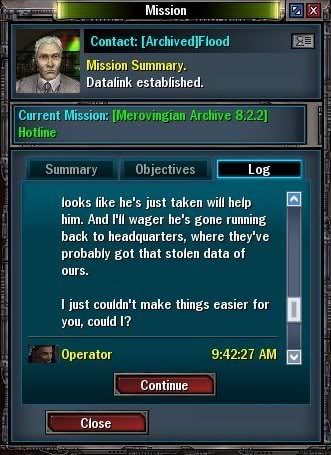 Mission
Contact: [Archived]Flood
Mission Summary.
Datalink established.
Current Mission: [Merovingian Archive 8.2.2]
Hotline
Summary
Objectives
Log
looks like he's just taken will help
him. And I'll wager he's gone running
back to headquarters, where they've
probably got that stolen data of
ours.
I just couldn't make things easier for
you, could I?
Operator 9:42:27 AM
Continue
Close